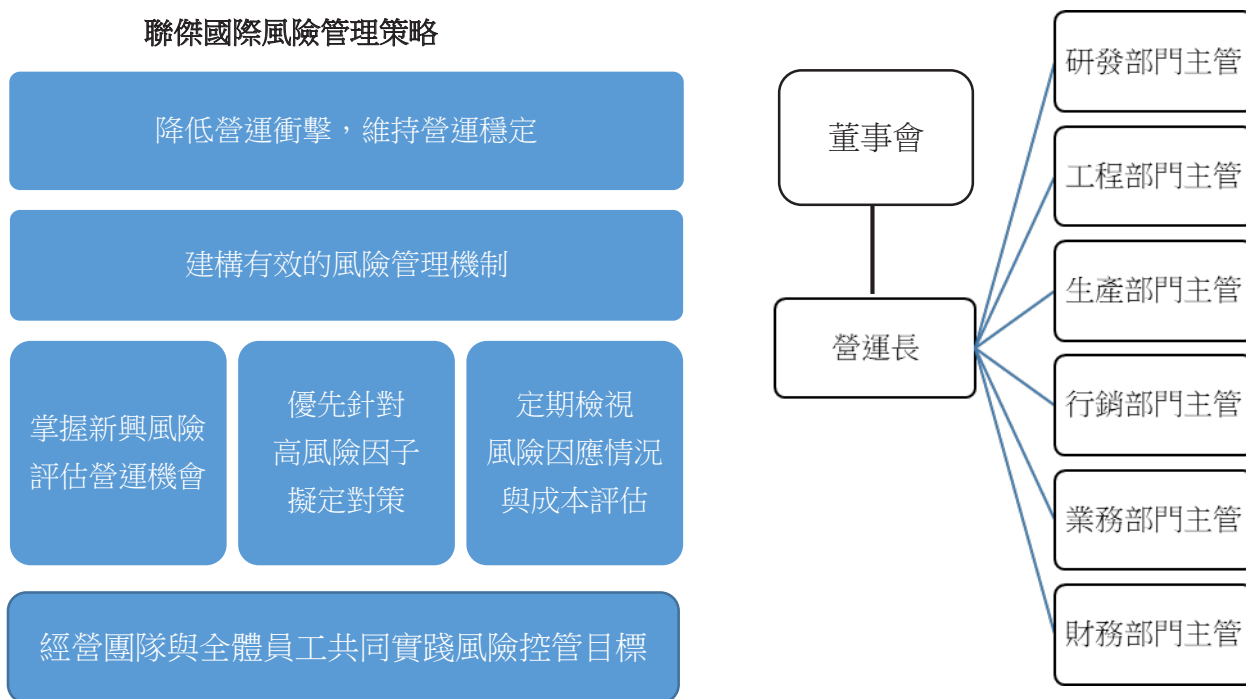 聯傑國際風險管理策略
降低營運衝擊，維持營運穩定
建構有效的風險管理機制
掌握新興風險
評估營運機會
優先針對
高風險因子
擬定對策
定期檢視
風險因應情況
與成本評估
經營團隊與全體員工共同實踐風險控管目標
董事會
營運長
研發部門主管
工程部門主管
生產部門主管
行銷部門主管
業務部門主管
財務部門主管